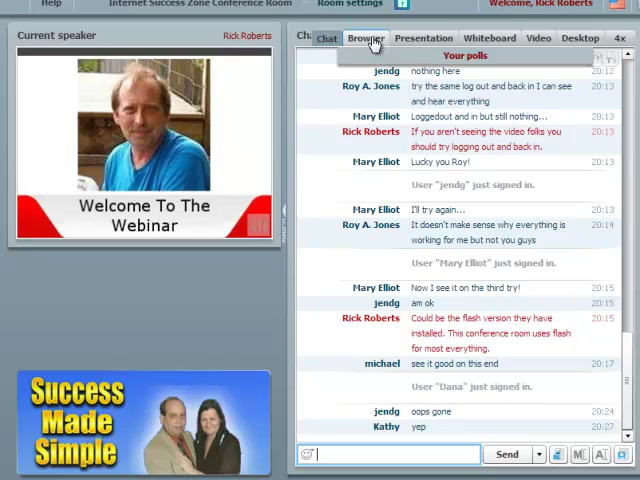 Help
Internet Success Zone Conference Room
Room settings
Welcome, Rick Roberts
Current speaker
Rick Roberts
Welcome To The
Webinar
Success
Made
Simple
Ch:
Chat
Browser
Presentation
Whiteboard
Video
Desktop
4x
Your polls
jendg nothing here 20:12
Roy A. Jones try the same log out and back in I can see 20:13
and hear everything
Mary Elliot Loggedout and in but still nothing... 20:13
Rick Roberts If you aren't seeing the video folks you 20:13
should try logging out and back in.
Mary Elliot Lucky you Roy! 20:13
User "jendg" just signed in.
Mary Elliot I'll try again... 20:13
Roy A. Jones It doesn't make sense why everything is 20:14
working for me but not you guys
User "Mary Elliot" just signed in.
Mary Elliot Now I see it on the third try! 20:15
jendg am ok 20:15
Rick Roberts Could be the flash version they have 20:15
installed. This conference room uses flash
for most everything.
michael see it good on this end 20:17
User "Dana" just signed in.
jendg oops gone 20:24
Kathy yep 20:27
Send